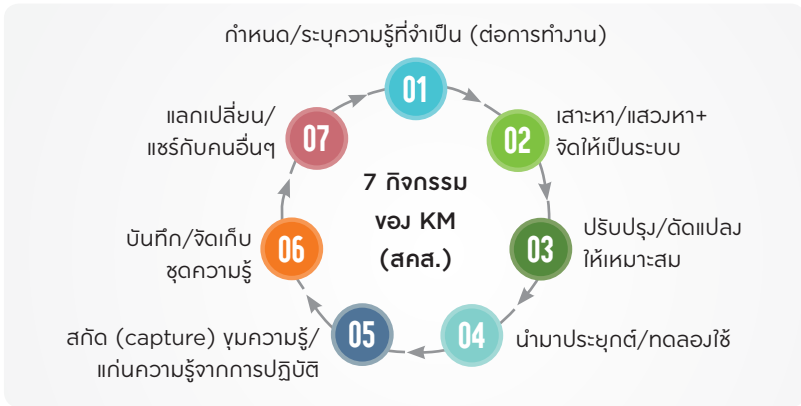 กำหนด/ระบุความรู้ที่จำเป็น (ต่อการทำงาน)
01
เสาะหา/แสวงหา+
จัดให้เป็นระบบ
02
ปรับปรุง/ดัดแปลง
ให้เหมาะสม
03
นำมาประยุกต์/ทดลองใช้
04
สกัด (capture) ขุมความรู้/
แก่นความรู้จากการปฏิบัติ
05
บันทึก/จัดเก็บ
ชุดความรู้
06
แลกเปลี่ยน/
แชร์กับคนอื่นๆ
07
7 กิจกรรม
ของ KM
(สคส.)